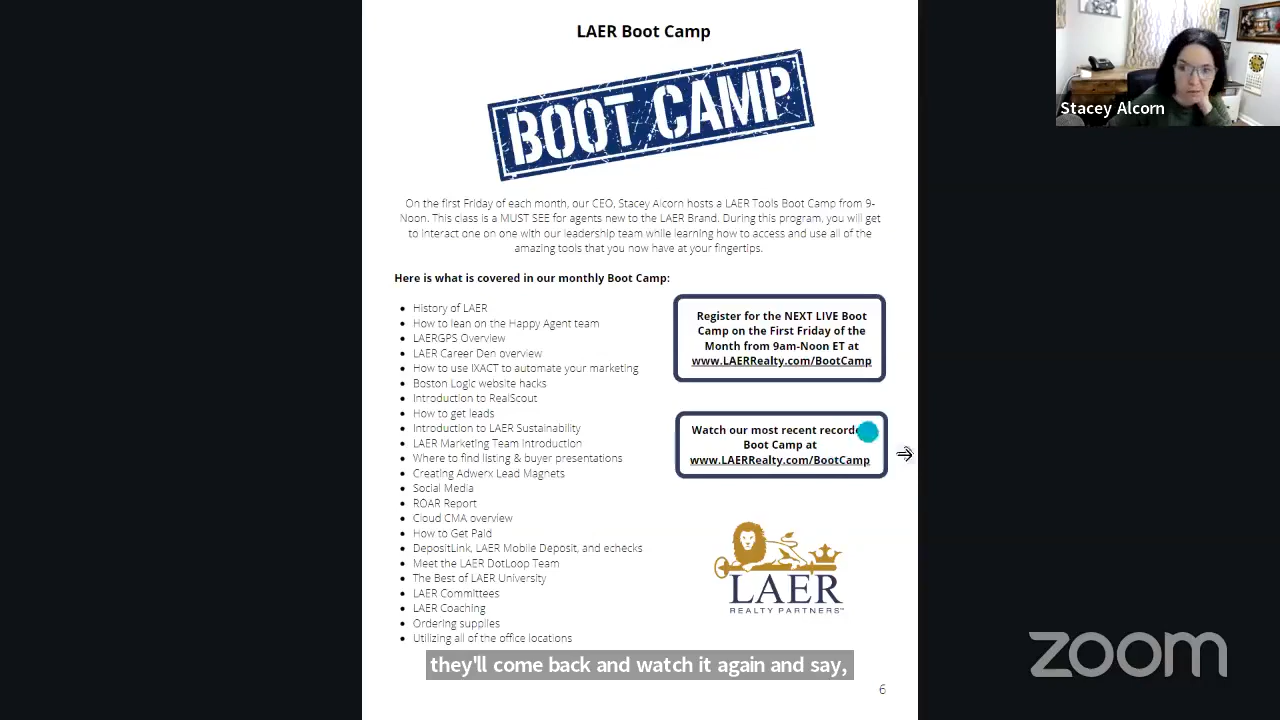 LAER Boot Camp
BOOT CAMP
Stacey Alcorn
On the first Friday of each month, our CEO, Stacey Alcorn hosts a LAER Tools Boot Camp from 9-
Noon. This class is a MUST SEE for agents new to the LAER Brand. During this program, you will get
to interact one on one with our leadership team while learning how to access and use all of the
amazing tools that you now have at your fingertips.
Here is what is covered in our monthly Boot Camp:
• History of LAER
• How to lean on the Happy Agent team
• LAERGPS Overview
• LAER Career Den overview
• How to use IXACT to automate your marketing
• Boston Logic website hacks
• Introduction to RealScout
• How to get leads
• Introduction to LAER Sustainability
• LAER Marketing Team Introduction
• Where to find listing & buyer presentations
• Creating Adwerx Lead Magnets
• Social Media
• ROAR Report
• Cloud CMA overview
• How to Get Paid
• DepositLink, LAER Mobile Deposit, and echecks
• Meet the LAER DotLoop Team
• The Best of LAER University
• LAER Committees
• LAER Coaching
• Ordering supplies
• Utilizing all of the office locations
Register for the NEXT LIVE Boot
Camp on the First Friday of the
Month from 9am-Noon ET at
www.LAERRealty.com/BootCamp
Watch our most recent recorde
Boot Camp at
www.LAERRealty.com/BootCamp
LAER
REALTY PARTNERS™
they'll come back and watch it again and say,
6
zoom